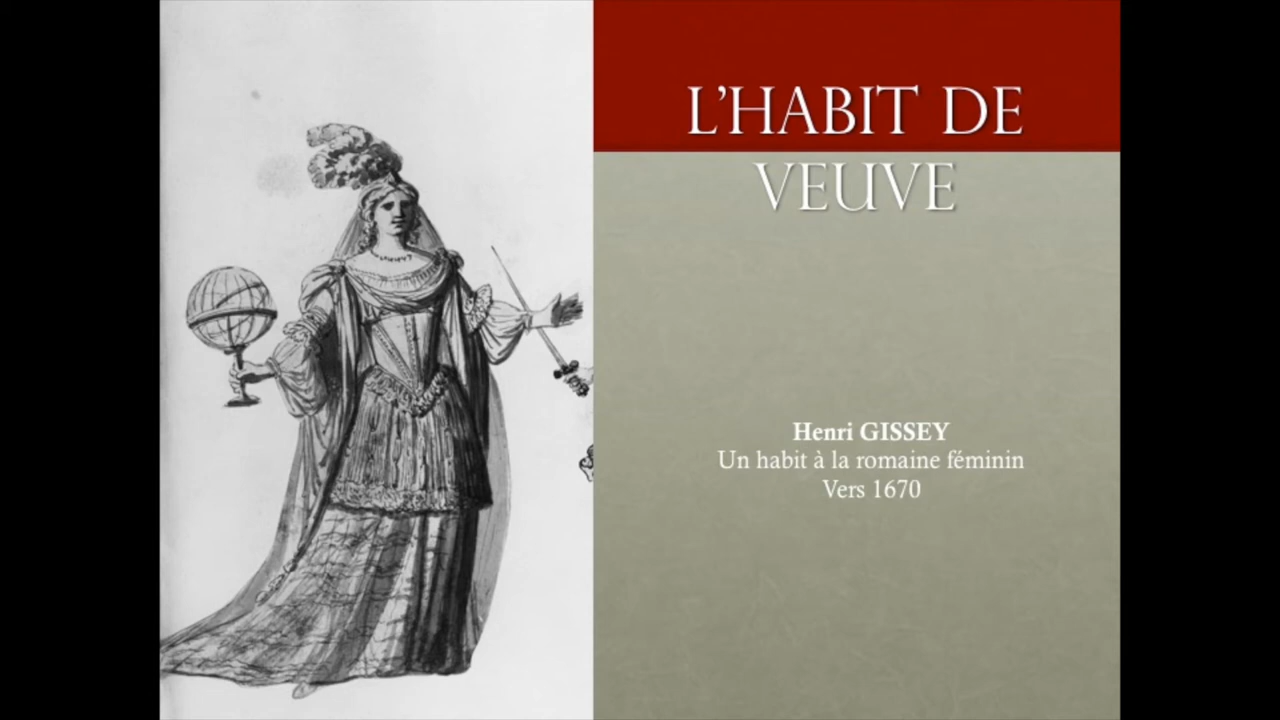 L'HABIT DE
VEUVE
Henri GISSEY
Un habit à la romaine féminin
Vers 1670